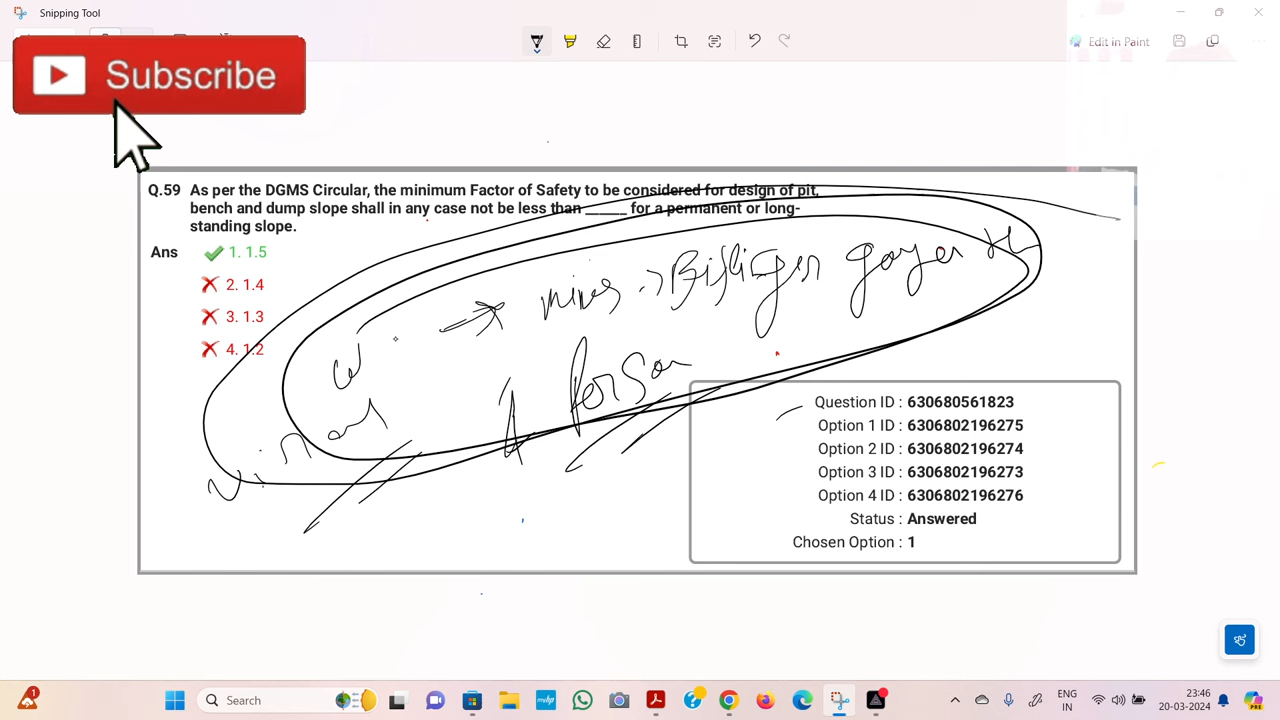 Snipping Tool
Edit in Paint
Subscribe
Q.59 As per the DGMS Circular, the minimum Factor of Safety to be considered for design of pit,
bench and dump slope shall in any case not be less than ______ for a permanent or long-
standing slope.
Ans 1. 1.5
2. 1.4
3. 1.3
4. 1.2
mines
1 Person
Question ID : 630680561823
Option 1 ID : 6306802196275
Option 2 ID : 6306802196274
Option 3 ID : 6306802196273
Option 4 ID : 6306802196276
Status : Answered
Chosen Option : 1
1
Search
ENG
IN
23:46
20-03-2024
PRE